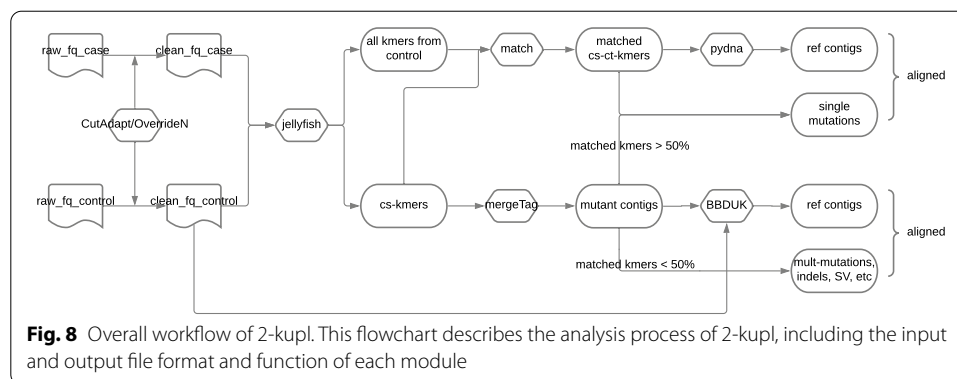 raw_fq_case
clean_fq_case
all kmers from
control
match
matched
cs-ct-kmers
pydna
ref contigs
aligned
CutAdapt/OverrideN
jellyfish
single
mutations
matched kmers > 50%
raw_fq_control
clean_fq_control
cs-kmers
mergeTag
mutant contigs
BBDUK
ref contigs
aligned
matched kmers < 50%
mult-mutations,
indels, SV, etc
Fig. 8 Overall workflow of 2-kupl. This flowchart describes the analysis process of 2-kupl, including the input
and output file format and function of each module